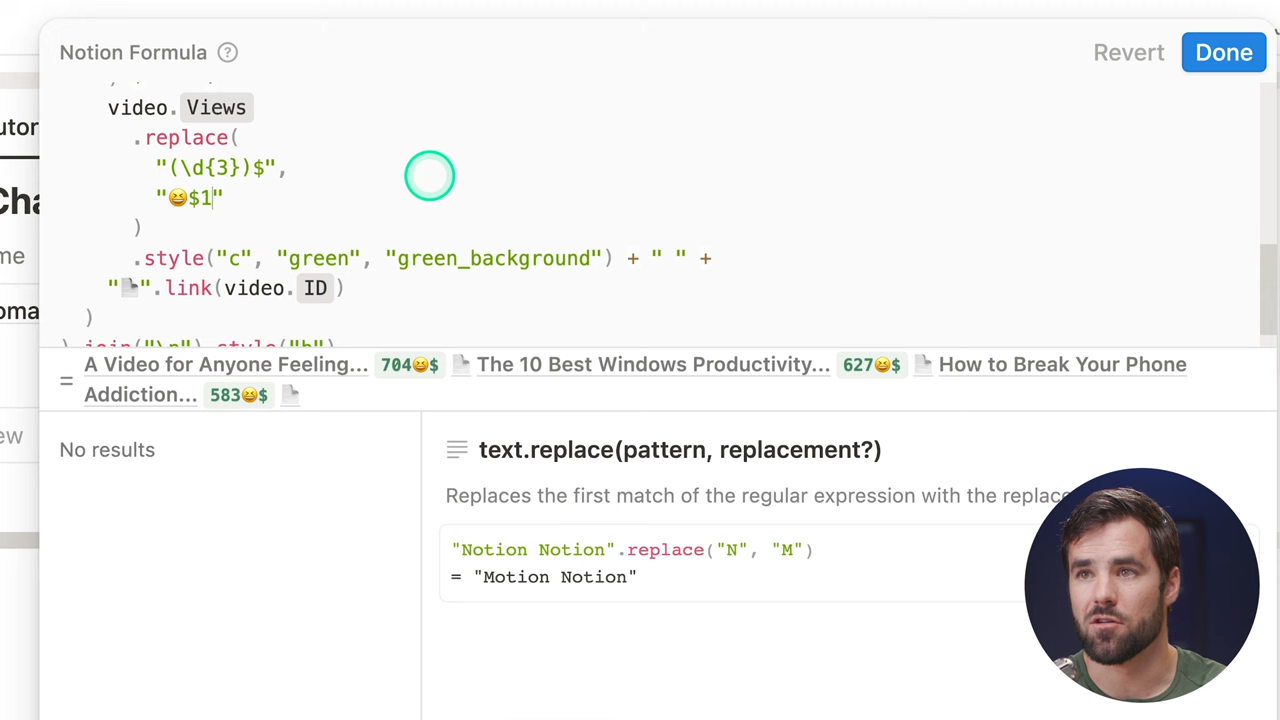 Notion Formula ?
Revert
Done
video.Views
.replace(
"(\d{3})$",
"😆$1"
)
.style("c", "green", "green_background") + " " +
"📄".link(video.ID)
)
).join("\n").style("b")
= A Video for Anyone Feeling... 704😆$ 📄 The 10 Best Windows Productivity... 627😆$ 📄 How to Break Your Phone
Addiction... 583😆$ 📄
No results
text.replace(pattern, replacement?)
Replaces the first match of the regular expression with the
"Notion Notion".replace("N", "M")
= "Motion Notion"